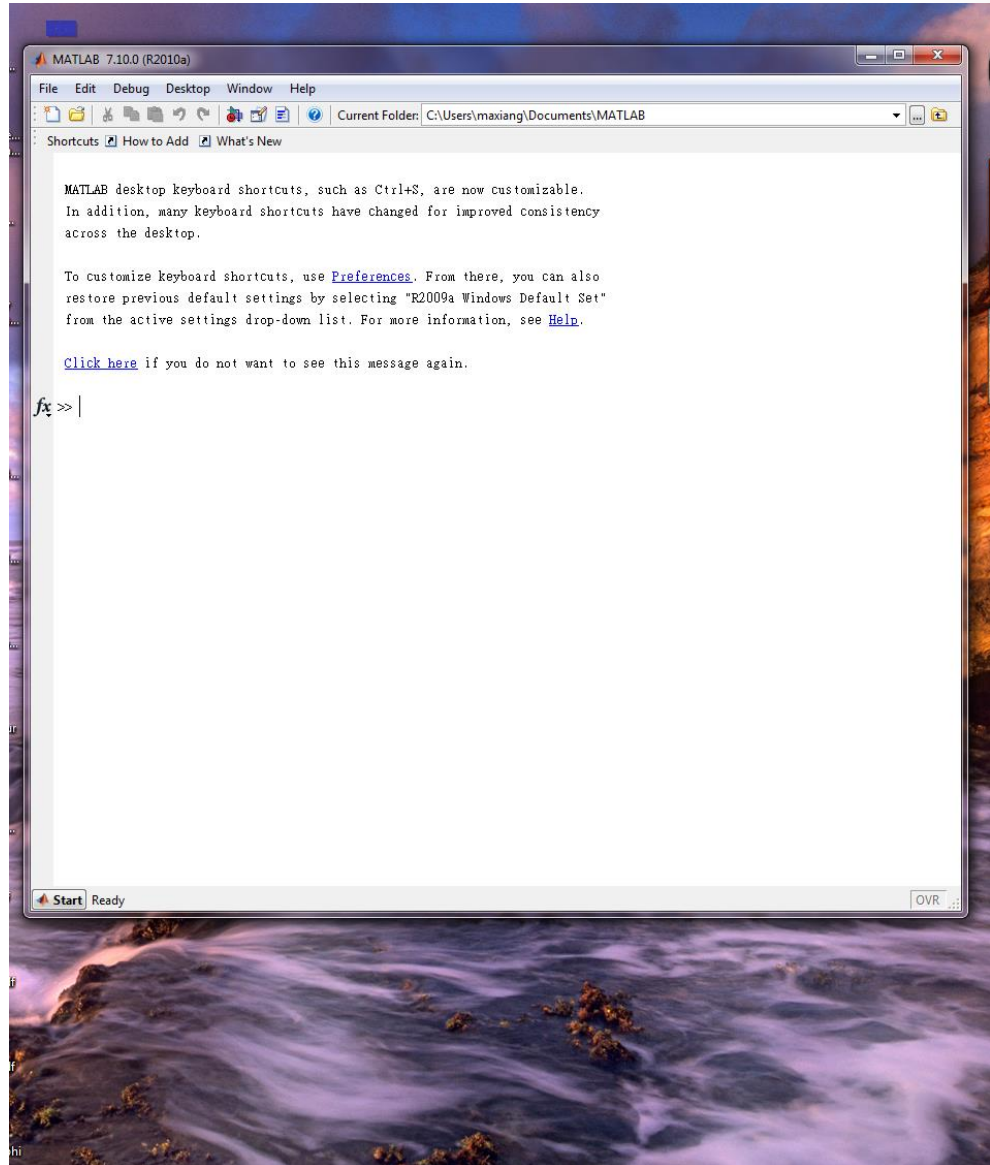 MATLAB 7.10.0 (R2010a)
File Edit Debug Desktop Window Help
Current Folder: C:\Users\maxiang\Documents\MATLAB
Shortcuts How to Add What's New
MATLAB desktop keyboard shortcuts, such as Ctrl+S, are now customizable.
In addition, many keyboard shortcuts have changed for improved consistency
across the desktop.
To customize keyboard shortcuts, use Preferences. From there, you can also
restore previous default settings by selecting "R2009a Windows Default Set"
from the active settings drop-down list. For more information, see Help.
Click here if you do not want to see this message again.
fx >>
Start Ready
OVR